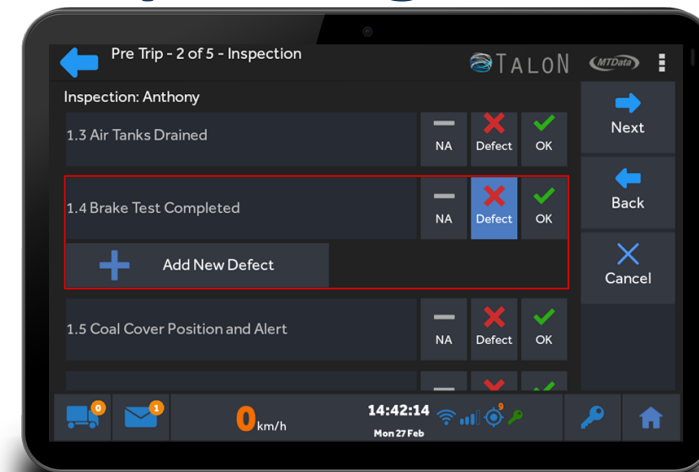 Pre Trip - 2 of 5 - Inspection
TALON
MTData
Inspection: Anthony
1.3 Air Tanks Drained
NA
Defect
OK
Next
1.4 Brake Test Completed
NA
Defect
OK
Back
Add New Defect
Cancel
1.5 Coal Cover Position and Alert
NA
Defect
OK
0
1
0 km/h
14:42:14
Mon 27 Feb
9